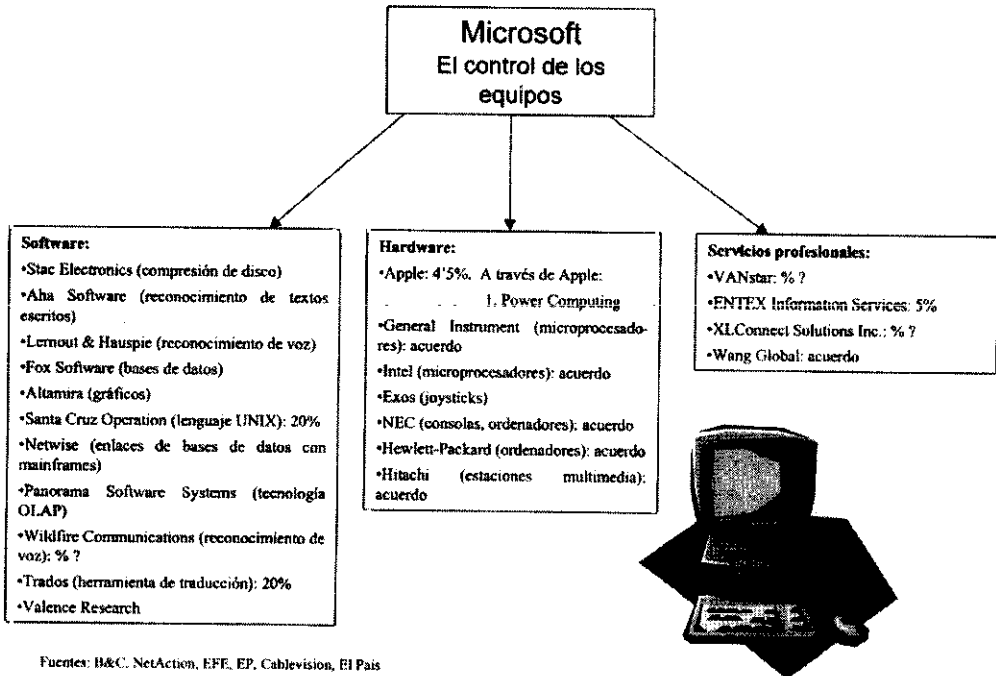 Microsoft
El control de los
equipos
Software:
•Stac Electronics (compresión de disco)
•Aha Software (reconocimiento de textos
escritos)
•Lernout & Hauspie (reconocimiento de voz)
•Fox Software (bases de datos)
•Altamira (gráficos)
•Santa Cruz Operation (lenguaje UNIX): 20%
•Netwise (enlaces de bases de datos con
mainframes)
•Panorama Software Systems (tecnología
OLAP)
•Wildfire Communications (reconocimiento de
voz): % ?
•Trados (herramienta de traducción): 20%
•Valence Research
Hardware:
•Apple: 4'5%. A través de Apple:
1. Power Computing
•General Instrument (microprocesado-
res): acuerdo
•Intel (microprocesadores): acuerdo
•Exos (joysticks)
•NEC (consolas, ordenadores): acuerdo
•Hewlett-Packard (ordenadores): acuerdo
•Hitachi (estaciones multimedia):
acuerdo
Servicios profesionales:
•VANstar: % ?
•ENTEX Information Services: 5%
•XLConnect Solutions Inc.: % ?
•Wang Global: acuerdo
Fuentes: B&C, NetAction, EFE, EP, Cablevision, El País